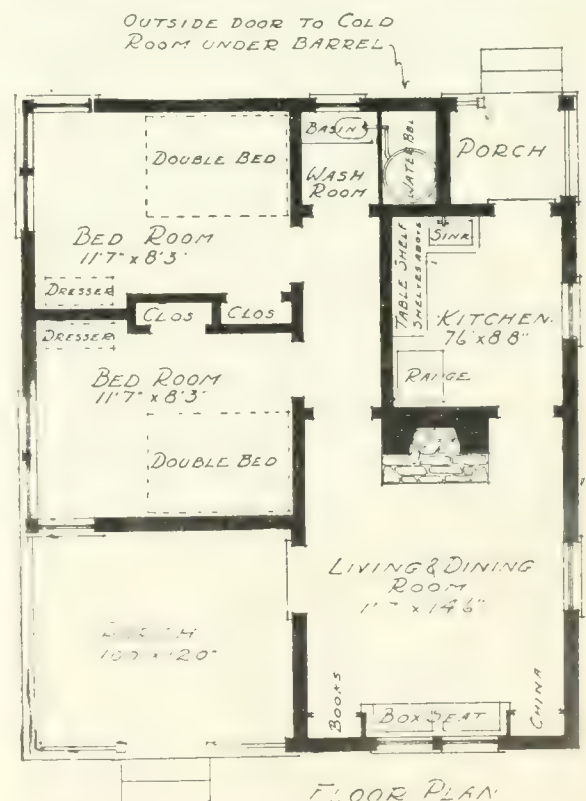 OUTSIDE DOOR TO COLD
ROOM UNDER BARREL
BASIN
WASH
ROOM
WATER BBL
PORCH
DOUBLE BED
BED ROOM
11'7" x 8'3"
DRESSER
CLOS
CLOS
DRESSER
BED ROOM
11'7" x 8'3"
DOUBLE BED
SINK
TABLE SHELF
SHELVES ABOVE
KITCHEN
7'6" x 8'8"
RANGE
LIVING & DINING
ROOM
x 14'6"
BOOKS
BOX SEAT
CHINA
FLOOR PLAN